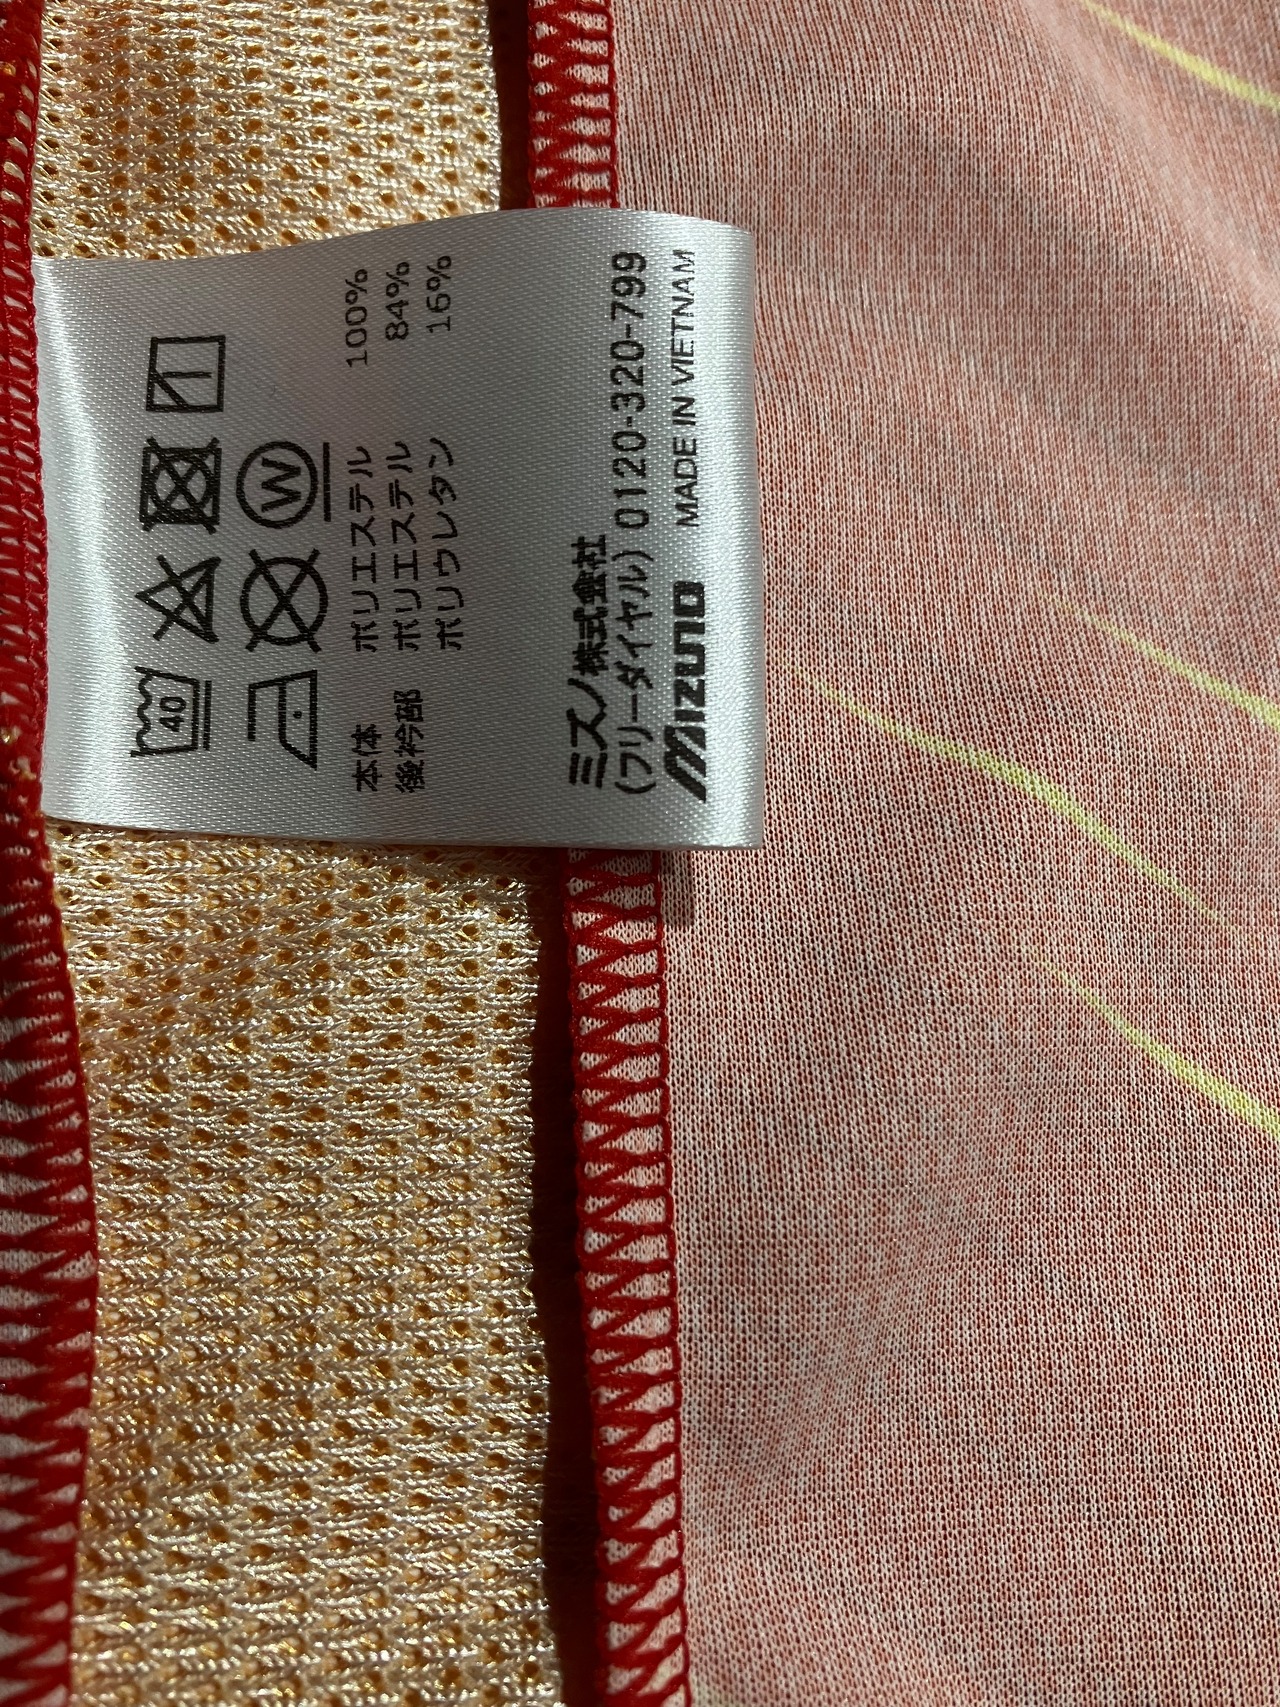 40
W
本体 ポリエステル 100%
後衿部 ポリエステル 84%
ポリウレタン 16%
ミズノ株式会社
(フリーダイヤル) 0120-320-799
MIZUNO MADE IN VIETNAM